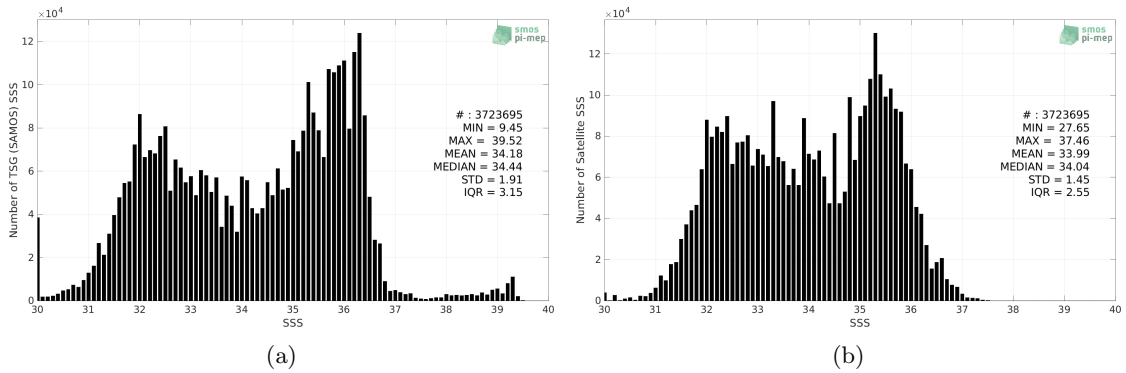 ×10⁴
12
10
8
6
4
2
0
30 31 32 33 34 35 36 37 38 39 40
SSS
Number of TSG (SAMOS) SSS
smos
pi-mep
# : 3723695
MIN = 9.45
MAX = 39.52
MEAN = 34.18
MEDIAN = 34.44
STD = 1.91
IQR = 3.15
(a)
×10⁴
12
10
8
6
4
2
0
30 31 32 33 34 35 36 37 38 39 40
SSS
Number of Satellite SSS
smos
pi-mep
# : 3723695
MIN = 27.65
MAX = 37.46
MEAN = 33.99
MEDIAN = 34.04
STD = 1.45
IQR = 2.55
(b)